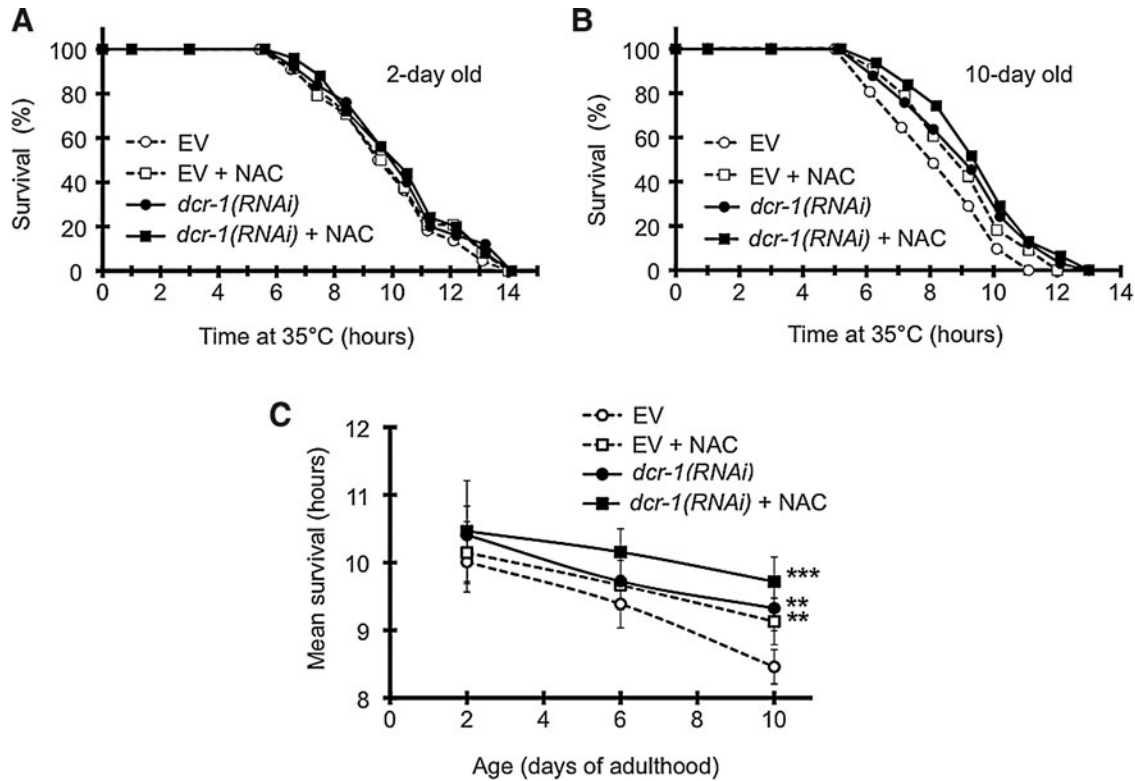 A
Survival (%)
100
80
60
40
20
0
2-day old
EV
EV + NAC
dcr-1(RNAi)
dcr-1(RNAi) + NAC
0 2 4 6 8 10 12 14
Time at 35°C (hours)
B
Survival (%)
100
80
60
40
20
0
10-day old
EV
EV + NAC
dcr-1(RNAi)
dcr-1(RNAi) + NAC
0 2 4 6 8 10 12 14
Time at 35°C (hours)
C
Mean survival (hours)
12
11
10
9
8
EV
EV + NAC
dcr-1(RNAi)
dcr-1(RNAi) + NAC
***
**
**
0 2 4 6 8 10
Age (days of adulthood)